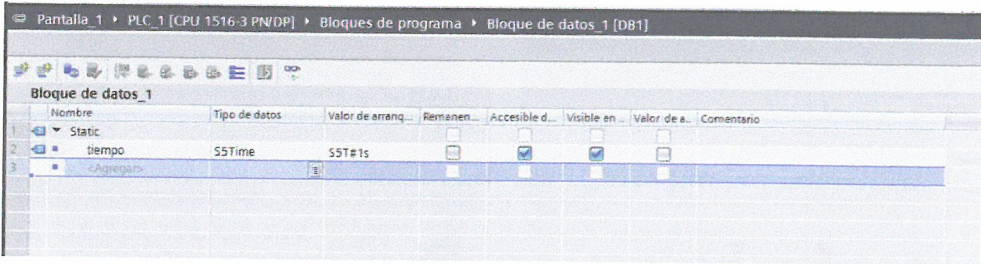 Pantalla_1 ▸ PLC_1 [CPU 1516-3 PN/DP] ▸ Bloques de programa ▸ Bloque de datos_1 [DB1]
Bloque de datos_1
Nombre Tipo de datos Valor de arranq... Remanen... Accesible d... Visible en ... Valor de a... Comentario
1 Static
2 tiempo S5Time S5T#1s
3 <Agregar>